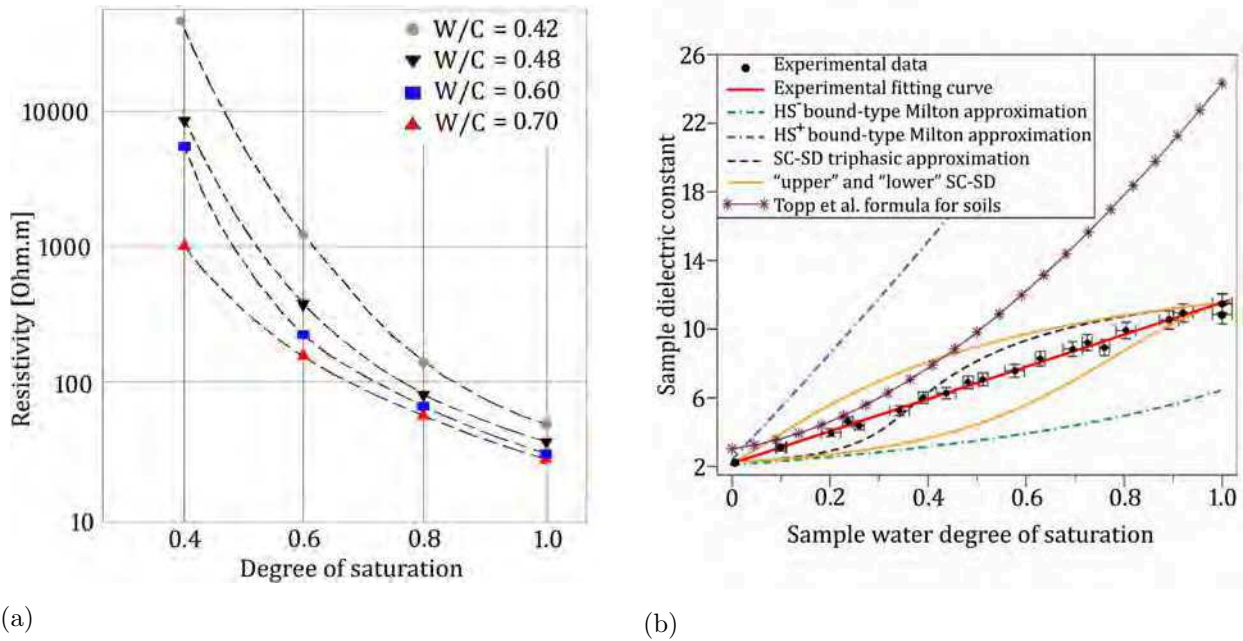 W/C = 0.42
W/C = 0.48
W/C = 0.60
W/C = 0.70
10000
1000
100
10
Resistivity [Ohm.m]
0.4 0.6 0.8 1.0
Degree of saturation
(a)
Experimental data
Experimental fitting curve
HS⁻ bound-type Milton approximation
HS⁺ bound-type Milton approximation
SC-SD triphasic approximation
“upper” and “lower” SC-SD
Topp et al. formula for soils
26
22
18
14
10
6
2
Sample dielectric constant
0 0.2 0.4 0.6 0.8 1.0
Sample water degree of saturation
(b)